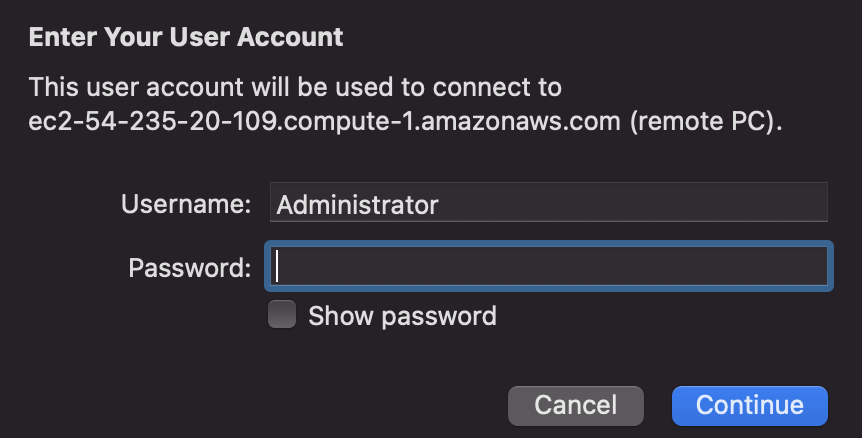 Enter Your User Account
This user account will be used to connect to
ec2-54-235-20-109.compute-1.amazonaws.com (remote PC).
Username: Administrator
Password:
Show password
Cancel Continue